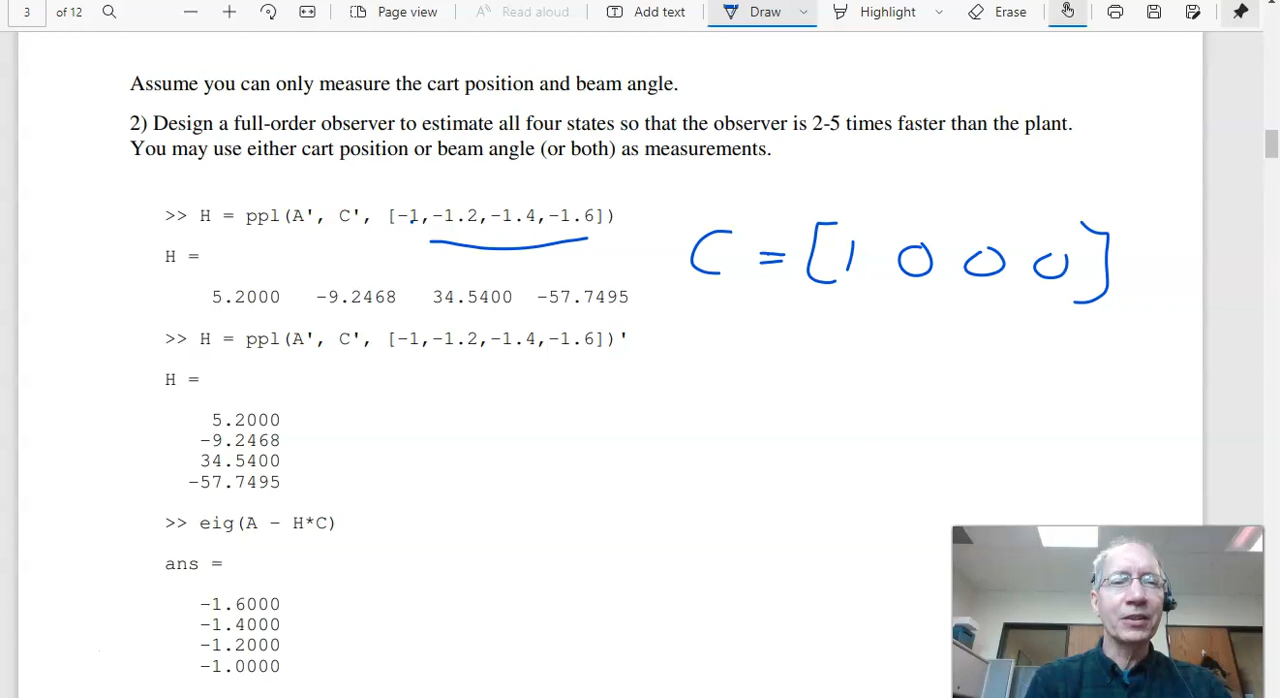 3 of 12 Page view Read aloud Add text Draw Highlight Erase
Assume you can only measure the cart position and beam angle.
2) Design a full-order observer to estimate all four states so that the observer is 2-5 times faster than the plant.
You may use either cart position or beam angle (or both) as measurements.
>> H = ppl(A', C', [-1,-1.2,-1.4,-1.6])
C = [1 0 0 0]
H =
5.2000 -9.2468 34.5400 -57.7495
>> H = ppl(A', C', [-1,-1.2,-1.4,-1.6])'
H =
5.2000
-9.2468
34.5400
-57.7495
>> eig(A - H*C)
ans =
-1.6000
-1.4000
-1.2000
-1.0000